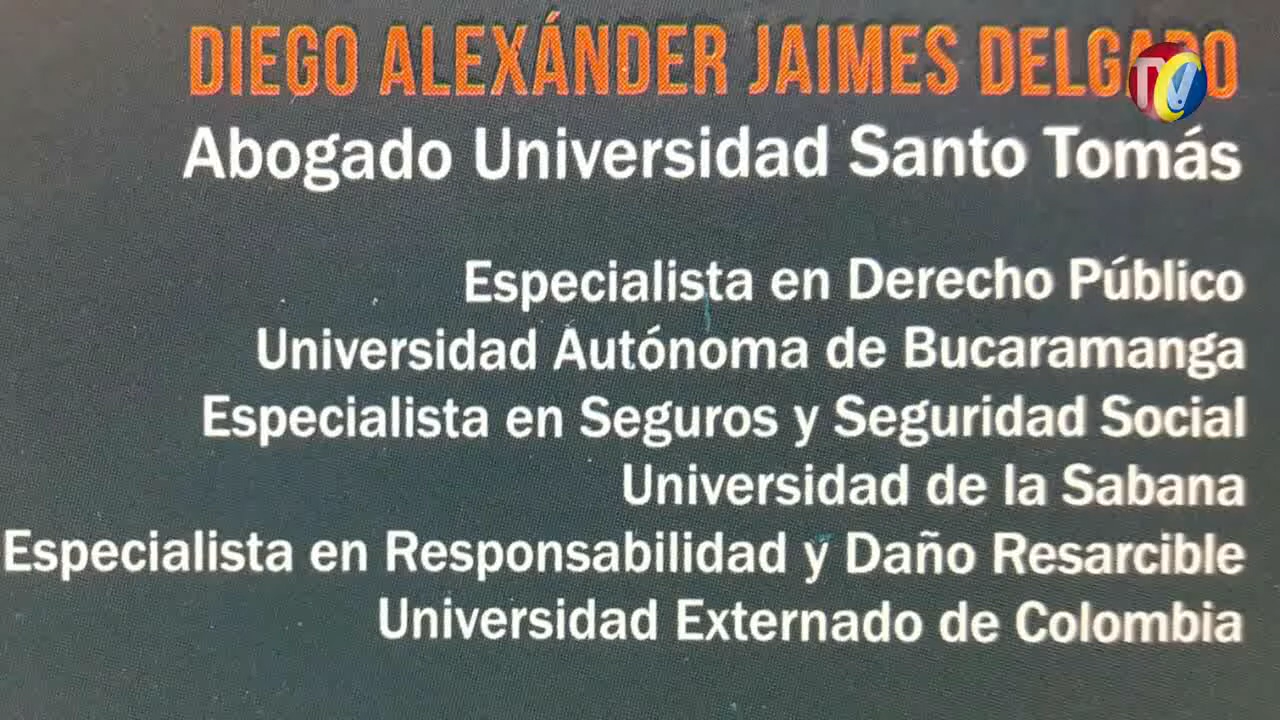 DIEGO ALEXÁNDER JAIMES DELGADO
TVC
Abogado Universidad Santo Tomás
Especialista en Derecho Público
Universidad Autónoma de Bucaramanga
Especialista en Seguros y Seguridad Social
Universidad de la Sabana
Especialista en Responsabilidad y Daño Resarcible
Universidad Externado de Colombia